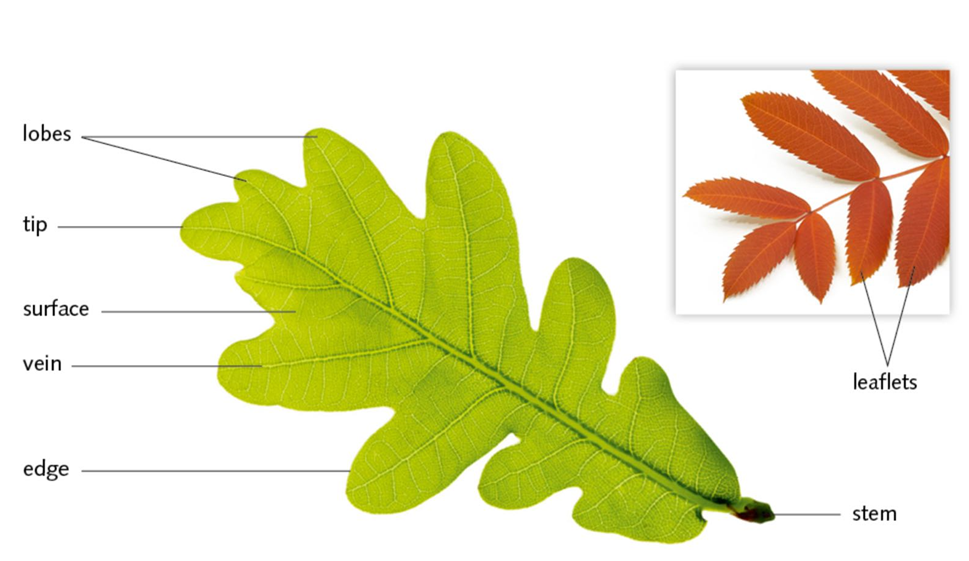 lobes
tip
surface
vein
edge
leaflets
stem